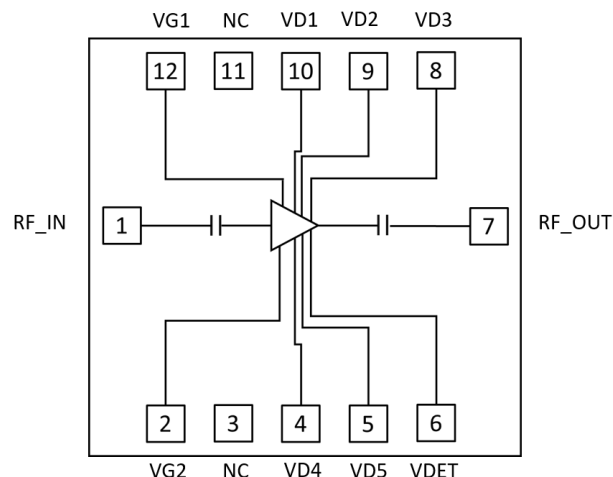 VG1 NC VD1 VD2 VD3
12 11 10 9 8
RF_IN 1 7 RF_OUT
2 3 4 5 6
VG2 NC VD4 VD5 VDET